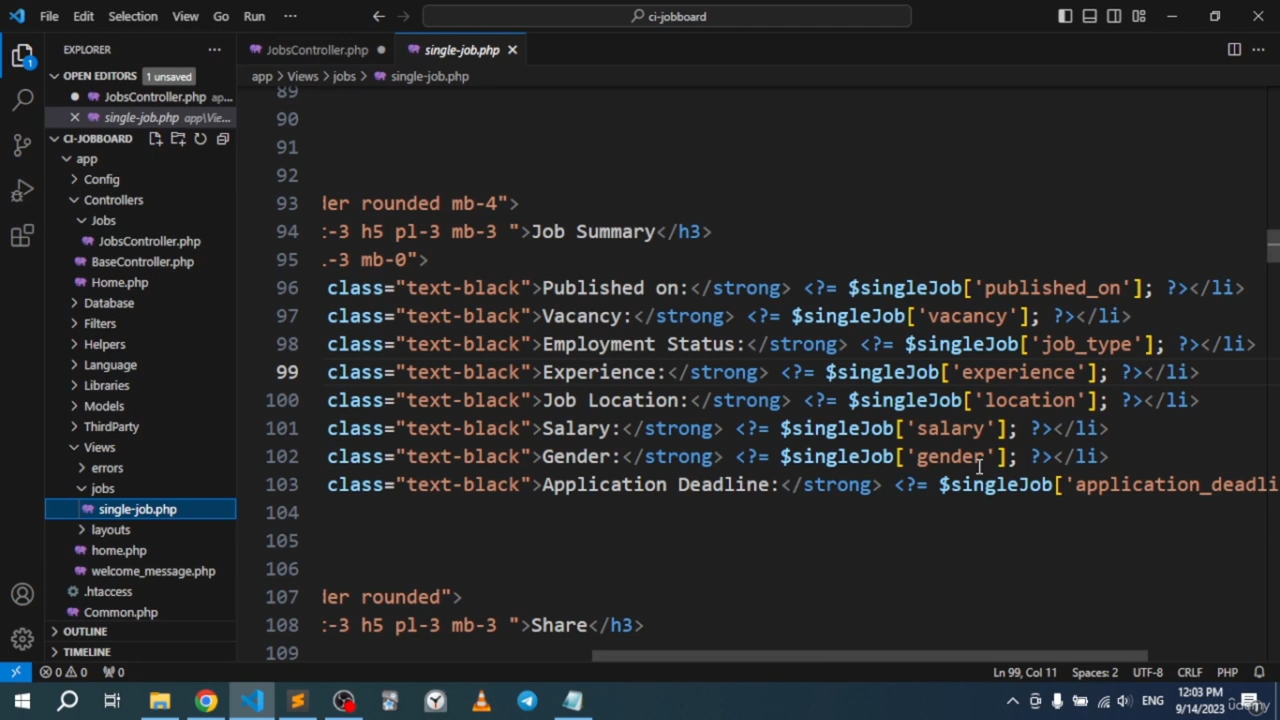 File Edit Selection View Go Run ···
ci-jobboard
EXPLORER ···
JobsController.php
single-job.php
OPEN EDITORS 1 unsaved
JobsController.php ap...
single-job.php app\Vie...
CI-JOBBOARD
app
Config
Controllers
Jobs
JobsController.php
BaseController.php
Home.php
Database
Filters
Helpers
Language
Libraries
Models
ThirdParty
Views
errors
jobs
single-job.php
layouts
home.php
welcome_message.php
.htaccess
Common.php
OUTLINE
TIMELINE
app > Views > jobs > single-job.php
89
90
91
92
93 ler rounded mb-4">
94 :-3 h5 pl-3 mb-3 ">Job Summary</h3>
95 .-3 mb-0">
96 class="text-black">Published on:</strong> <?= $singleJob['published_on']; ?></li>
97 class="text-black">Vacancy:</strong> <?= $singleJob['vacancy']; ?></li>
98 class="text-black">Employment Status:</strong> <?= $singleJob['job_type']; ?></li>
99 class="text-black">Experience:</strong> <?= $singleJob['experience']; ?></li>
100 class="text-black">Job Location:</strong> <?= $singleJob['location']; ?></li>
101 class="text-black">Salary:</strong> <?= $singleJob['salary']; ?></li>
102 class="text-black">Gender:</strong> <?= $singleJob['gender']; ?></li>
103 class="text-black">Application Deadline:</strong> <?= $singleJob['application_deadli
104
105
106
107 ler rounded">
108 :-3 h5 pl-3 mb-3 ">Share</h3>
109
0 0 0 Ln 99, Col 11 Spaces: 2 UTF-8 CRLF PHP
ENG 12:03 PM
9/14/2023
udemy